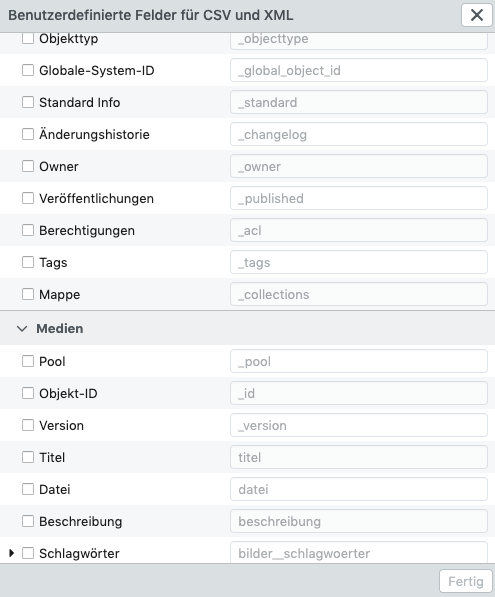 Benutzerdefinierte Felder für CSV und XML
Objekttyp _objecttype
Globale-System-ID _global_object_id
Standard Info _standard
Änderungshistorie _changelog
Owner _owner
Veröffentlichungen _published
Berechtigungen _acl
Tags _tags
Mappe _collections
Medien
Pool _pool
Objekt-ID _id
Version _version
Titel titel
Datei datei
Beschreibung beschreibung
Schlagwörter bilder__schlagwoerter
Fertig